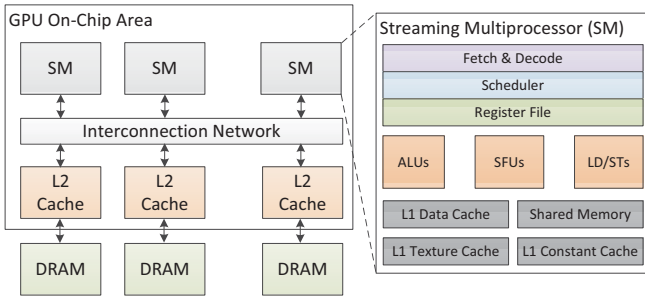 GPU On-Chip Area
SM
SM
SM
Interconnection Network
L2
Cache
L2
Cache
L2
Cache
DRAM
DRAM
DRAM
Streaming Multiprocessor (SM)
Fetch & Decode
Scheduler
Register File
ALUs
SFUs
LD/STs
L1 Data Cache
Shared Memory
L1 Texture Cache
L1 Constant Cache